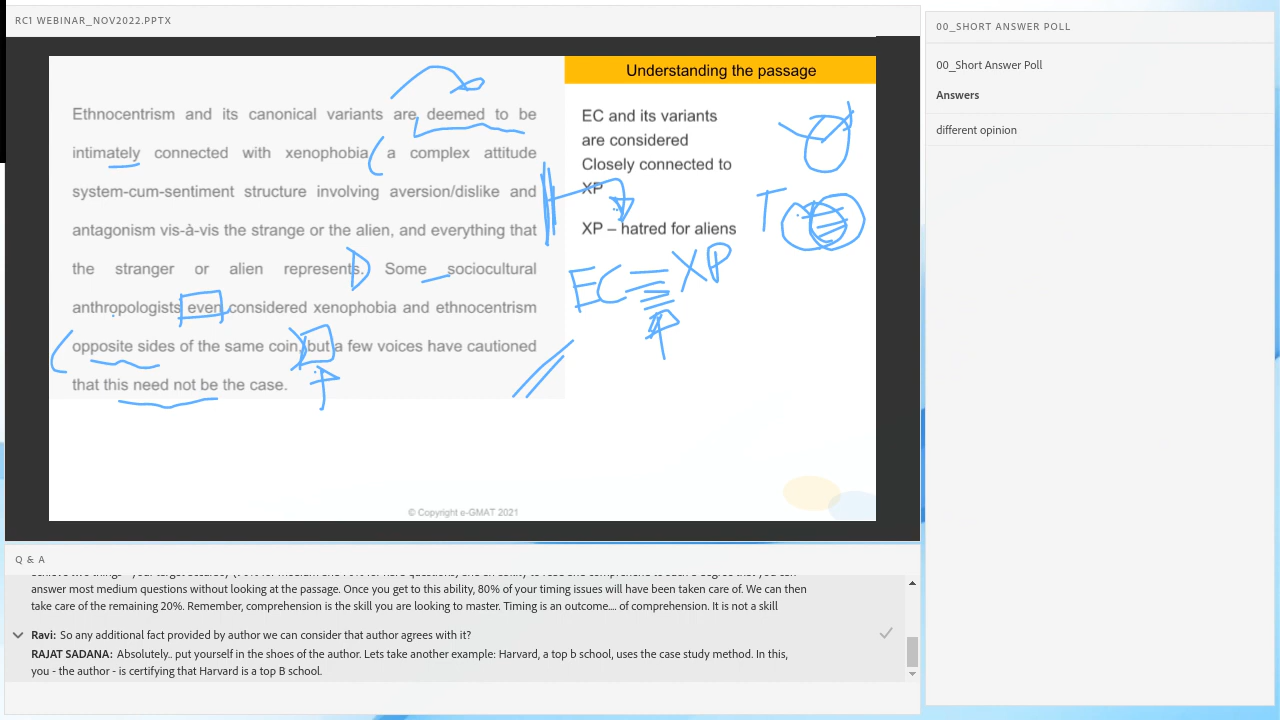 RC1 WEBINAR_NOV2022.PPTX
Ethnocentrism and its canonical variants are deemed to be
intimately connected with xenophobia, a complex attitude
system-cum-sentiment structure involving aversion/dislike and
antagonism vis-à-vis the strange or the alien, and everything that
the stranger or alien represents. Some sociocultural
anthropologists even considered xenophobia and ethnocentrism
opposite sides of the same coin, but a few voices have cautioned
that this need not be the case.
Understanding the passage
EC and its variants
are considered
Closely connected to
XP
XP – hatred for aliens
T
EC XP
© Copyright e-GMAT 2021
00_SHORT ANSWER POLL
00_Short Answer Poll
Answers
different opinion
Q & A
answer most medium questions without looking at the passage. Once you get to this ability, 80% of your timing issues will have been taken care of. We can then
take care of the remaining 20%. Remember, comprehension is the skill you are looking to master. Timing is an outcome.... of comprehension. It is not a skill
Ravi: So any additional fact provided by author we can consider that author agrees with it?
RAJAT SADANA: Absolutely.. put yourself in the shoes of the author. Lets take another example: Harvard, a top b school, uses the case study method. In this,
you - the author - is certifying that Harvard is a top B school.